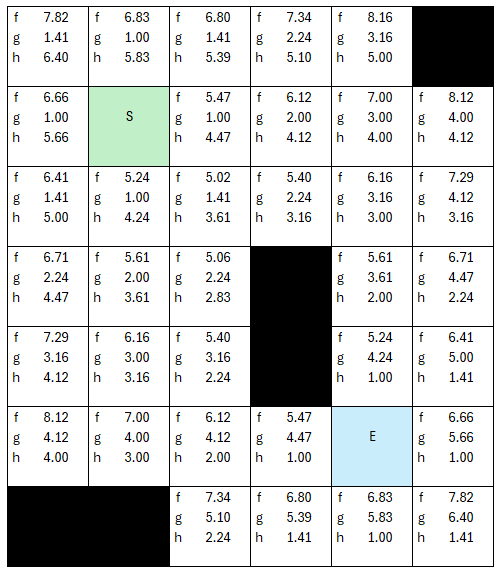 f 7.82 f 6.83 f 6.80 f 7.34 f 8.16
g 1.41 g 1.00 g 1.41 g 2.24 g 3.16
h 6.40 h 5.83 h 5.39 h 5.10 h 5.00
f 6.66 S f 5.47 f 6.12 f 7.00 f 8.12
g 1.00 g 1.00 g 2.00 g 3.00 g 4.00
h 5.66 h 4.47 h 4.12 h 4.00 h 4.12
f 6.41 f 5.24 f 5.02 f 5.40 f 6.16 f 7.29
g 1.41 g 1.00 g 1.41 g 2.24 g 3.16 g 4.12
h 5.00 h 4.24 h 3.61 h 3.16 h 3.00 h 3.16
f 6.71 f 5.61 f 5.06 f 5.61 f 6.71
g 2.24 g 2.00 g 2.24 g 3.61 g 4.47
h 4.47 h 3.61 h 2.83 h 2.00 h 2.24
f 7.29 f 6.16 f 5.40 f 5.24 f 6.41
g 3.16 g 3.00 g 3.16 g 4.24 g 5.00
h 4.12 h 3.16 h 2.24 h 1.00 h 1.41
f 8.12 f 7.00 f 6.12 f 5.47 E f 6.66
g 4.12 g 4.00 g 4.12 g 4.47 g 5.66
h 4.00 h 3.00 h 2.00 h 1.00 h 1.00
f 7.34 f 6.80 f 6.83 f 7.82
g 5.10 g 5.39 g 5.83 g 6.40
h 2.24 h 1.41 h 1.00 h 1.41